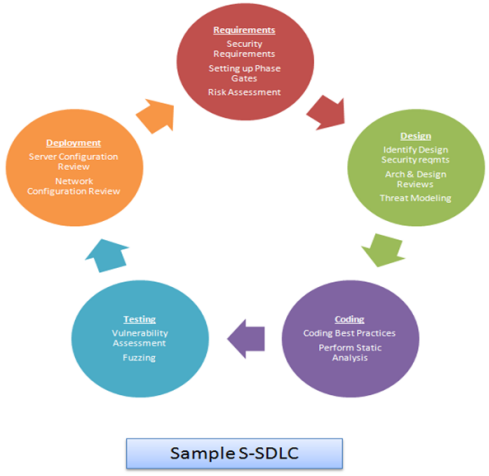 Requirements
Security
Requirements
Setting up Phase
Gates
Risk Assessment
Design
Identify Design
Security reqmts
Arch & Design
Reviews
Threat Modeling
Coding
Coding Best Practices
Perform Static
Analysis
Testing
Vulnerability
Assessment
Fuzzing
Deployment
Server Configuration
Review
Network
Configuration Review
Sample S-SDLC